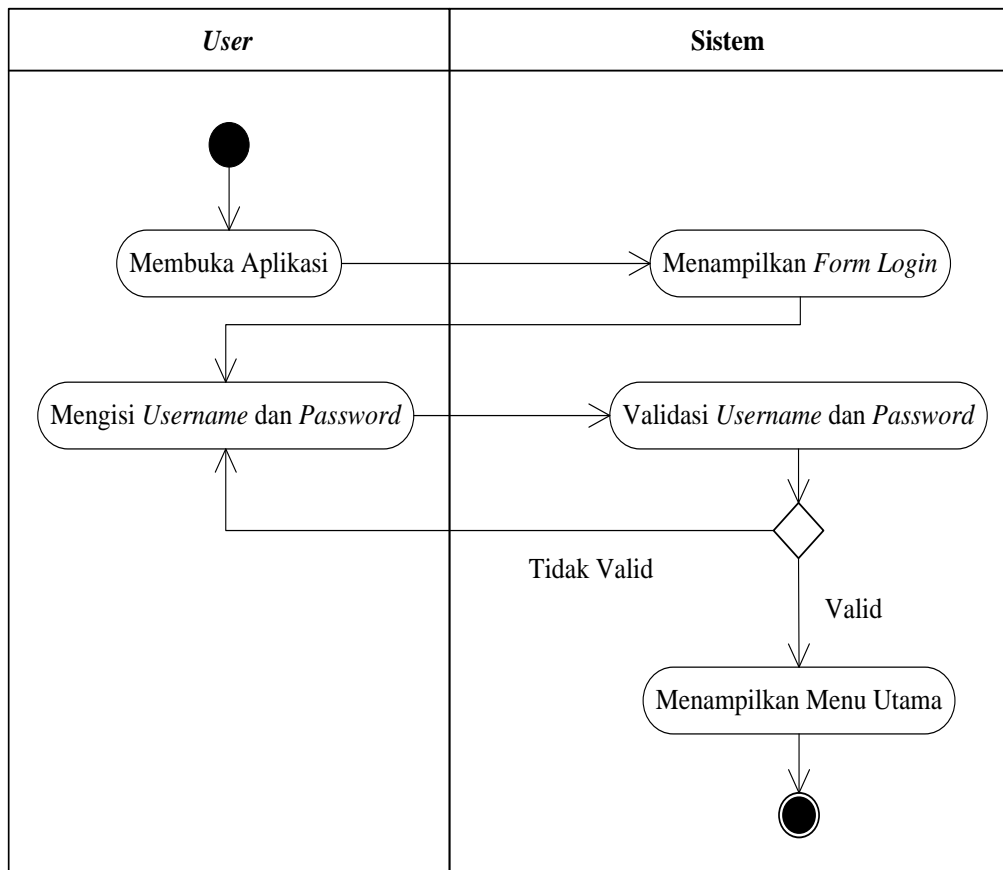 User
Sistem
Membuka Aplikasi
Menampilkan Form Login
Mengisi Username dan Password
Validasi Username dan Password
Tidak Valid
Valid
Menampilkan Menu Utama